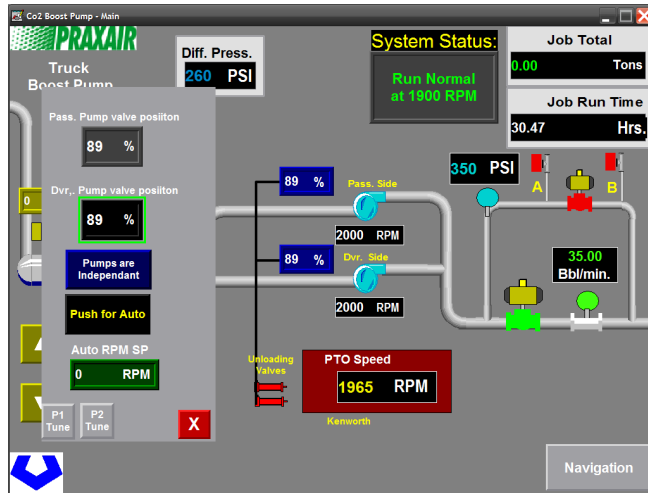 Co2 Boost Pump - Main
PRAXAIR
Truck
Boost Pump
Diff. Press.
260 PSI
System Status:
Run Normal
at 1900 RPM
Job Total
0.00 Tons
Job Run Time
30.47 Hrs.
Pass. Pump valve posiiton
89 %
Dvr,. Pump valve posiiton
89 %
Pumps are
Independant
Push for Auto
Auto RPM SP
0 RPM
P1
Tune
P2
Tune
X
0
89 %
Pass. Side
2000 RPM
89 %
Dvr. Side
2000 RPM
350 PSI
A
B
35.00
Bbl/min.
Unloading
Valves
PTO Speed
1965 RPM
Kenworth
Navigation